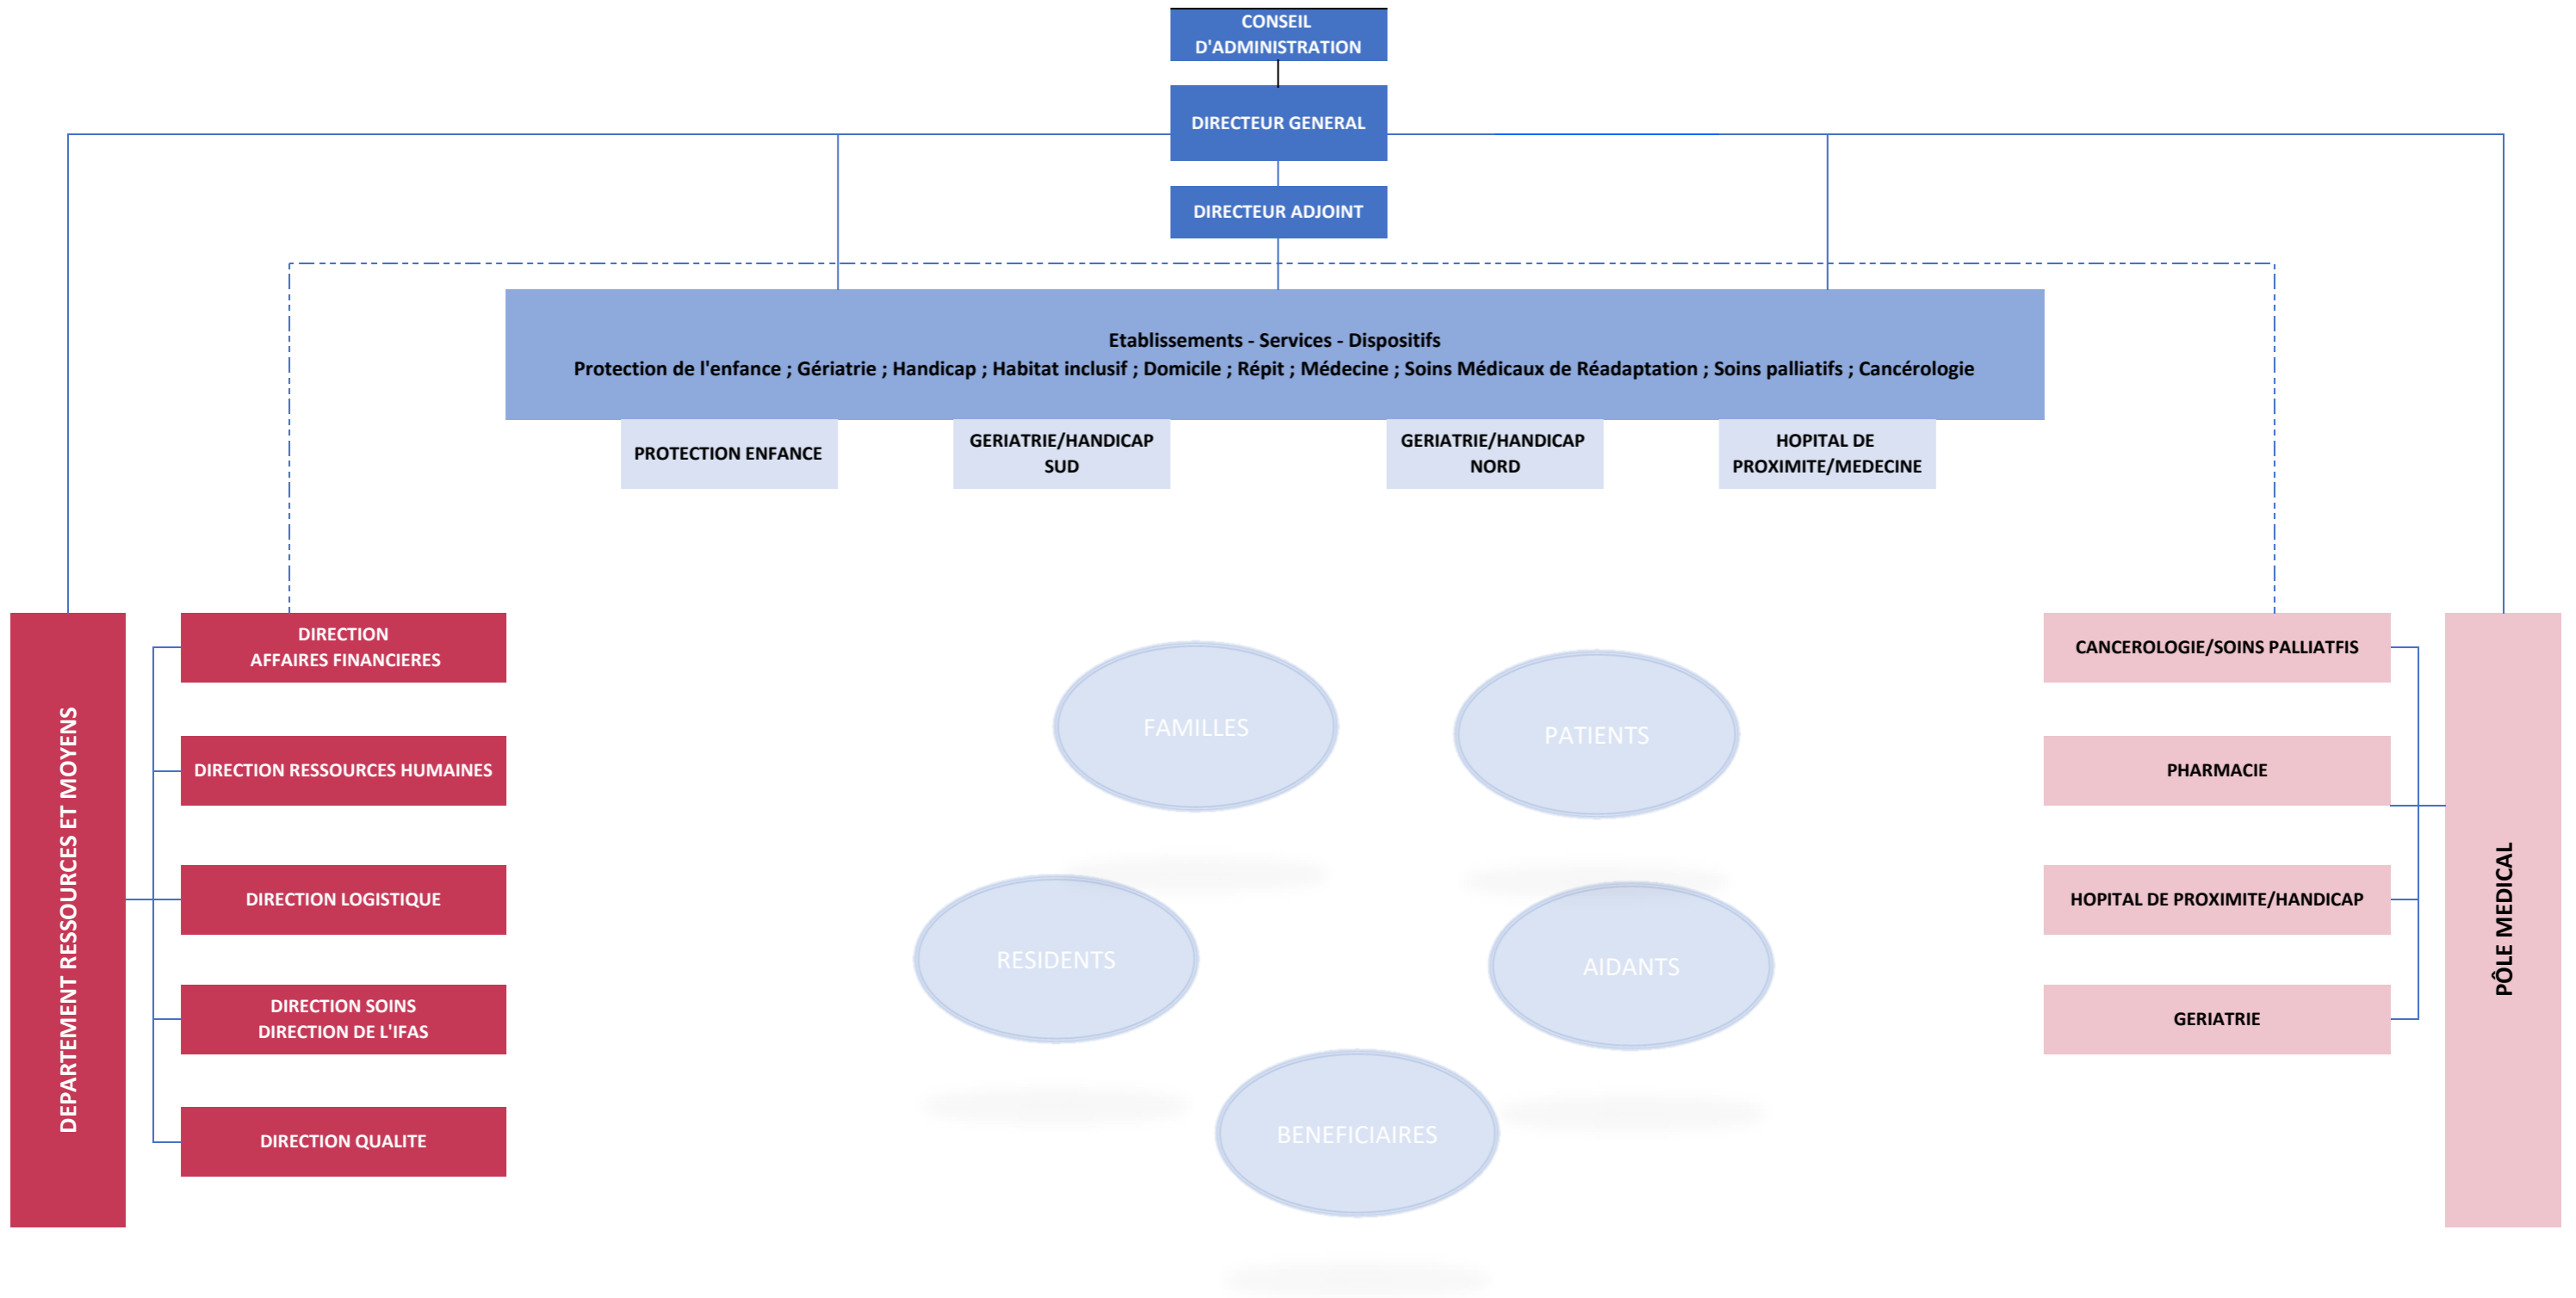 CONSEIL
D'ADMINISTRATION
DIRECTEUR GENERAL
DIRECTEUR ADJOINT
Etablissements - Services - Dispositifs
Protection de l'enfance ; Gériatrie ; Handicap ; Habitat inclusif ; Domicile ; Répit ; Médecine ; Soins Médicaux de Réadaptation ; Soins palliatifs ; Cancérologie
PROTECTION ENFANCE
GERIATRIE/HANDICAP
SUD
GERIATRIE/HANDICAP
NORD
HOPITAL DE
PROXIMITE/MEDECINE
DEPARTEMENT RESSOURCES ET MOYENS
DIRECTION
AFFAIRES FINANCIERES
DIRECTION RESSOURCES HUMAINES
DIRECTION LOGISTIQUE
DIRECTION SOINS
DIRECTION DE L'IFAS
DIRECTION QUALITE
FAMILLES
PATIENTS
RESIDENTS
AIDANTS
BENEFICIAIRES
CANCEROLOGIE/SOINS PALLIATFIS
PHARMACIE
HOPITAL DE PROXIMITE/HANDICAP
GERIATRIE
PÔLE MEDICAL